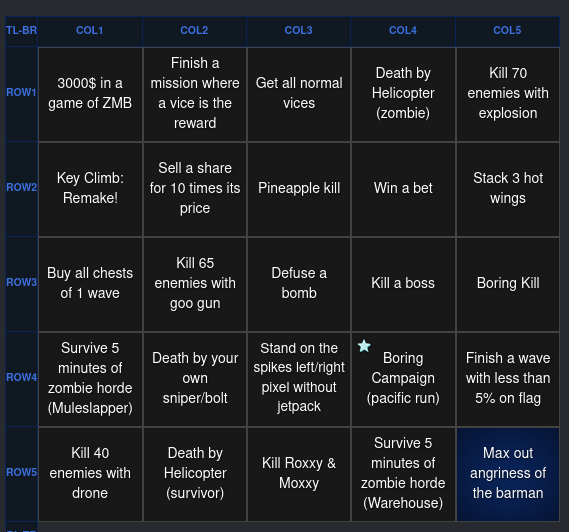 TL-BR COL1 COL2 COL3 COL4 COL5
ROW1
3000$ in a
game of ZMB
Finish a
mission where
a vice is the
reward
Get all normal
vices
Death by
Helicopter
(zombie)
Kill 70
enemies with
explosion
ROW2
Key Climb:
Remake!
Sell a share
for 10 times its
price
Pineapple kill
Win a bet
Stack 3 hot
wings
ROW3
Buy all chests
of 1 wave
Kill 65
enemies with
goo gun
Defuse a
bomb
Kill a boss
Boring Kill
ROW4
Survive 5
minutes of
zombie horde
(Muleslapper)
Death by your
own
sniper/bolt
Stand on the
spikes left/right
pixel without
jetpack
Boring
Campaign
(pacific run)
Finish a wave
with less than
5% on flag
ROW5
Kill 40
enemies with
drone
Death by
Helicopter
(survivor)
Kill Roxxy &
Moxxy
Survive 5
minutes of
zombie horde
(Warehouse)
Max out
angriness of
the barman